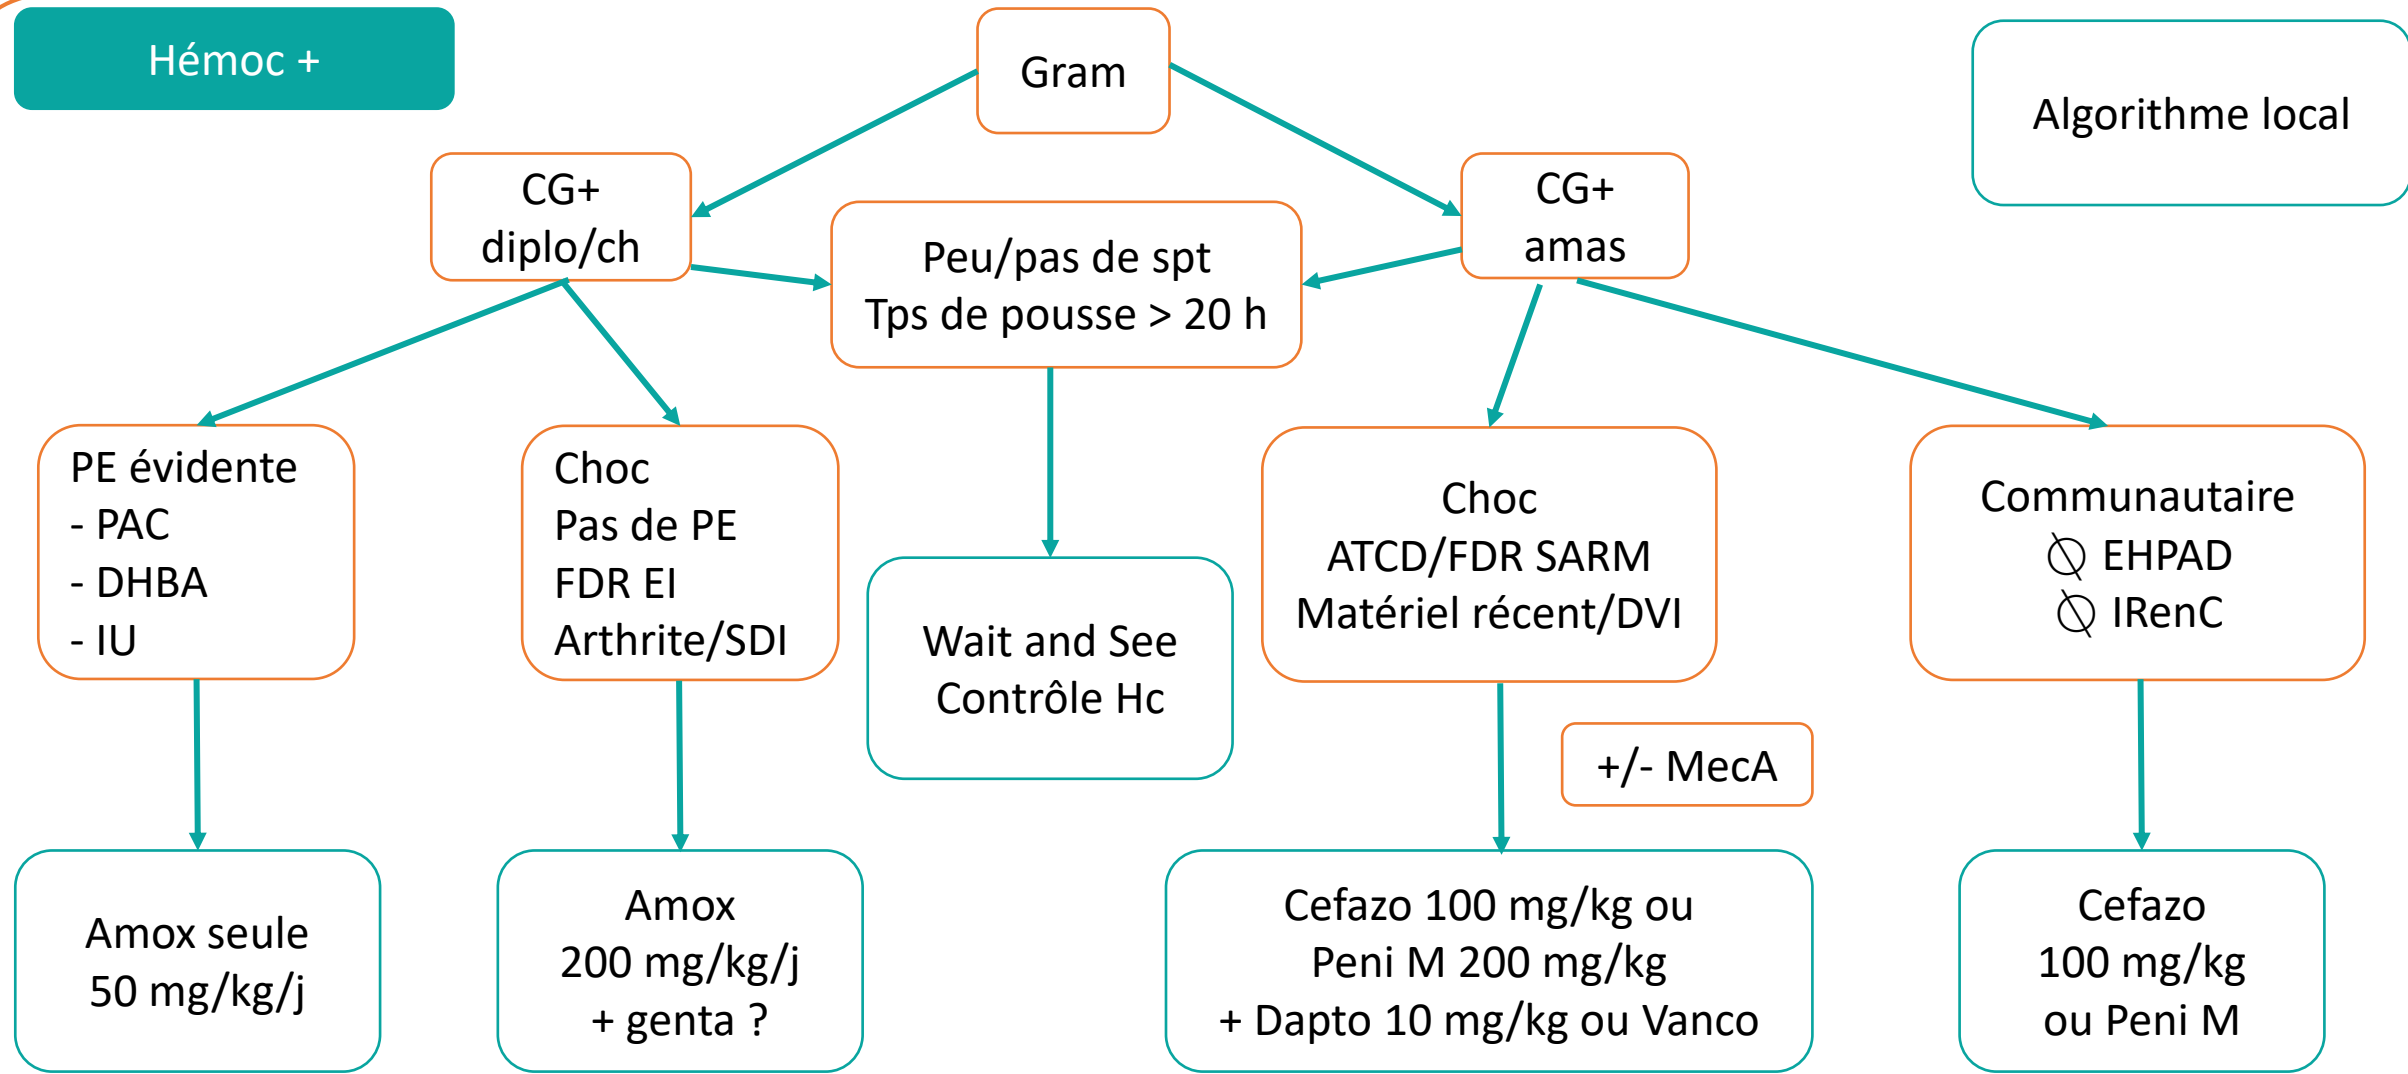 Hémoc +
Gram
Algorithme local
CG+
diplo/ch
Peu/pas de spt
Tps de pousse > 20 h
CG+
amas
PE évidente
- PAC
- DHBA
- IU
Choc
Pas de PE
FDR EI
Arthrite/SDI
Wait and See
Contrôle Hc
Choc
ATCD/FDR SARM
Matériel récent/DVI
Communautaire
⃠ EHPAD
⃠ IRenC
+/- MecA
Amox seule
50 mg/kg/j
Amox
200 mg/kg/j
+ genta ?
Cefazo 100 mg/kg ou
Peni M 200 mg/kg
+ Dapto 10 mg/kg ou Vanco
Cefazo
100 mg/kg
ou Peni M